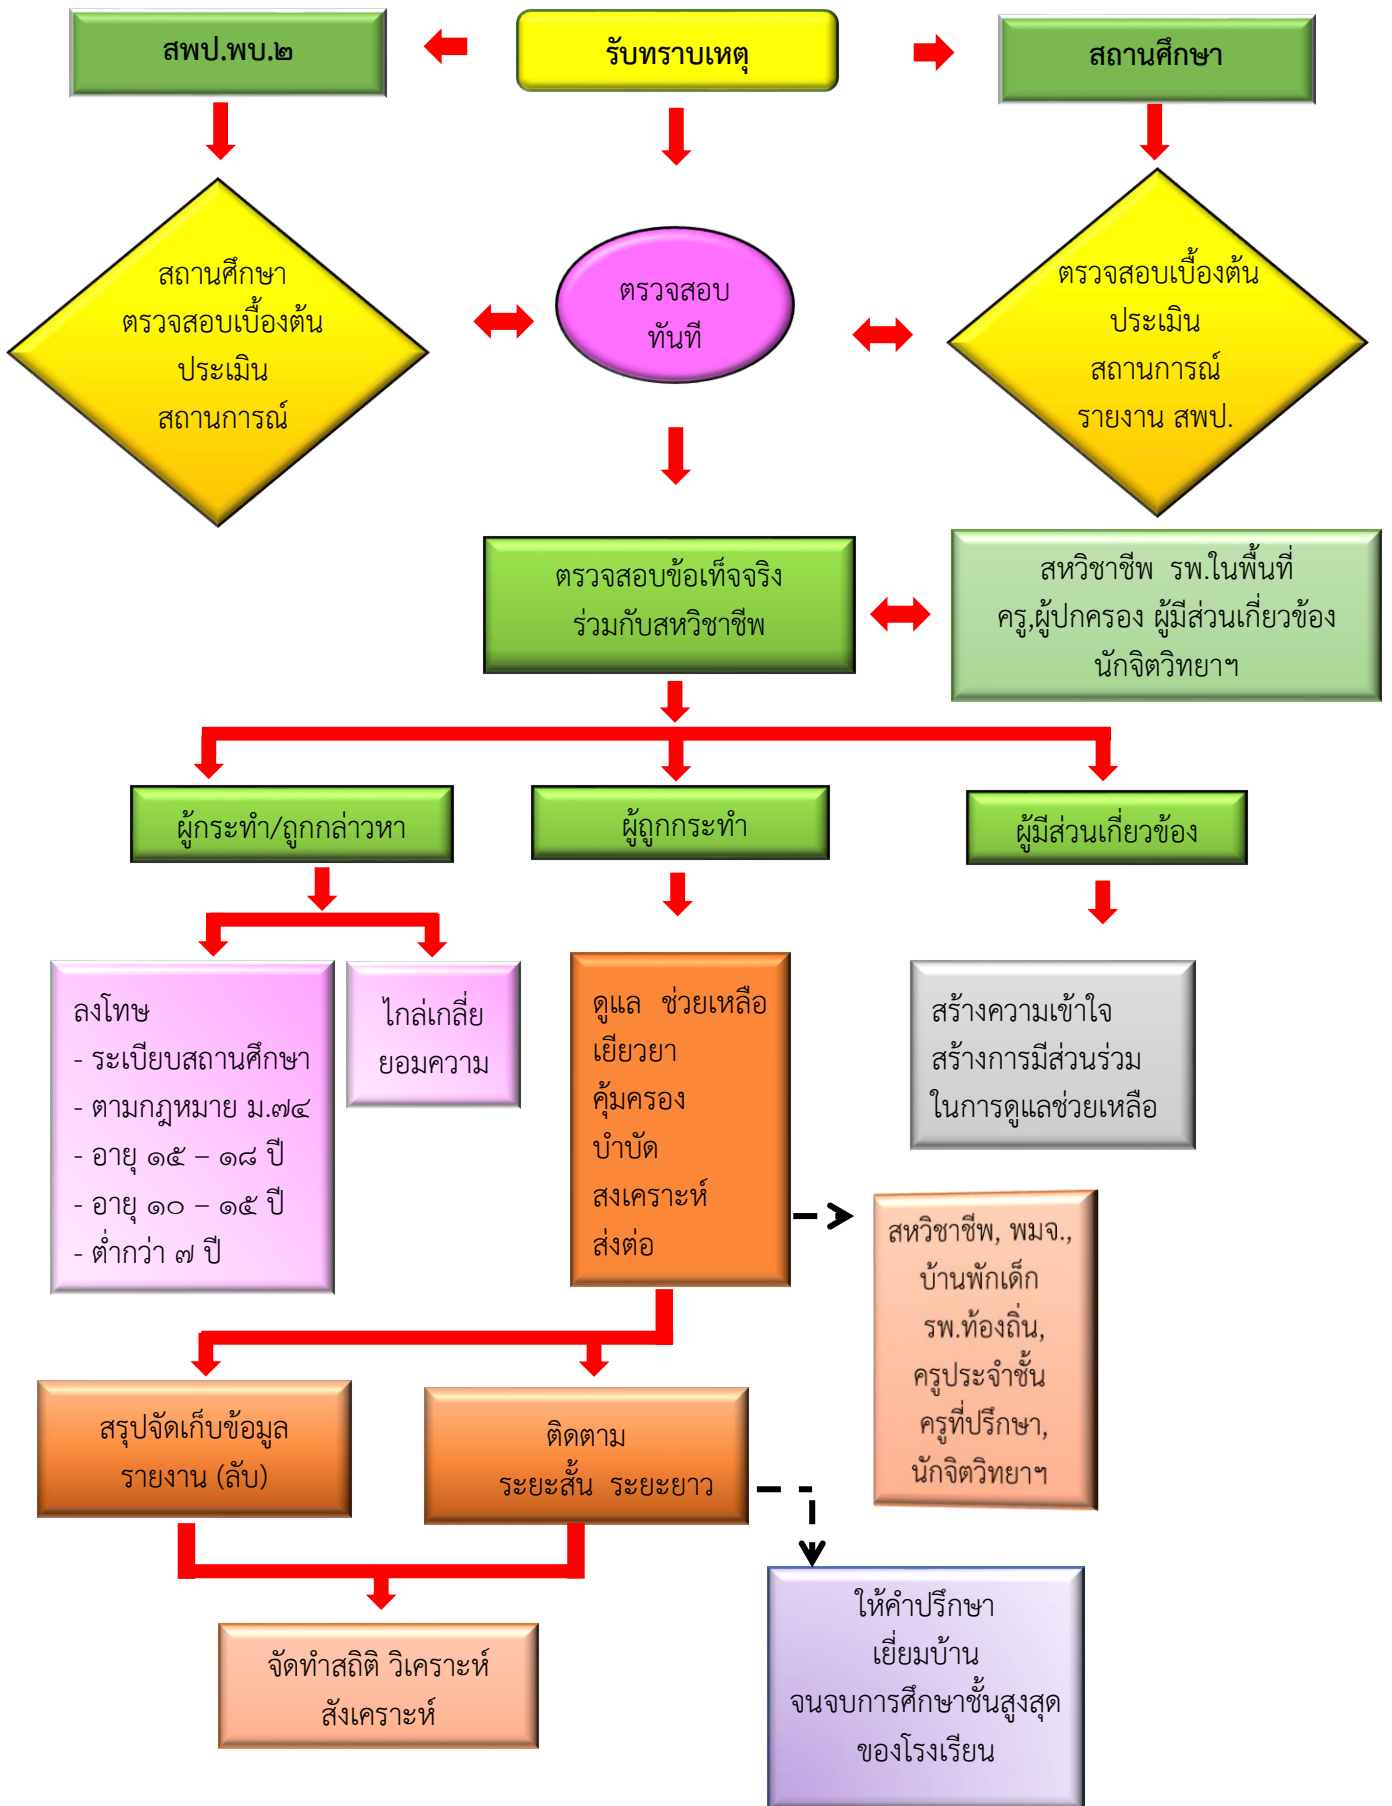 สพป.พบ.๒
รับทราบเหตุ
สถานศึกษา
สถานศึกษา
ตรวจสอบเบื้องต้น
ประเมิน
สถานการณ์
ตรวจสอบ
ทันที
ตรวจสอบเบื้องต้น
ประเมิน
สถานการณ์
รายงาน สพป.
ตรวจสอบข้อเท็จจริง
ร่วมกับสหวิชาชีพ
สหวิชาชีพ รพ.ในพื้นที่
ครู,ผู้ปกครอง ผู้มีส่วนเกี่ยวข้อง
นักจิตวิทยาฯ
ผู้กระทำ/ถูกกล่าวหา
ผู้ถูกกระทำ
ผู้มีส่วนเกี่ยวข้อง
ลงโทษ
- ระเบียบสถานศึกษา
- ตามกฎหมาย ม.๗๔
- อายุ ๑๕ – ๑๘ ปี
- อายุ ๑๐ – ๑๕ ปี
- ต่ำกว่า ๗ ปี
ไกล่เกลี่ย
ยอมความ
ดูแล ช่วยเหลือ
เยียวยา
คุ้มครอง
บำบัด
สงเคราะห์
ส่งต่อ
สร้างความเข้าใจ
สร้างการมีส่วนร่วม
ในการดูแลช่วยเหลือ
สหวิชาชีพ, พมจ.,
บ้านพักเด็ก
รพ.ท้องถิ่น,
ครูประจำชั้น
ครูที่ปรึกษา,
นักจิตวิทยาฯ
สรุปจัดเก็บข้อมูล
รายงาน (ลับ)
ติดตาม
ระยะสั้น ระยะยาว
จัดทำสถิติ วิเคราะห์
สังเคราะห์
ให้คำปรึกษา
เยี่ยมบ้าน
จนจบการศึกษาชั้นสูงสุด
ของโรงเรียน